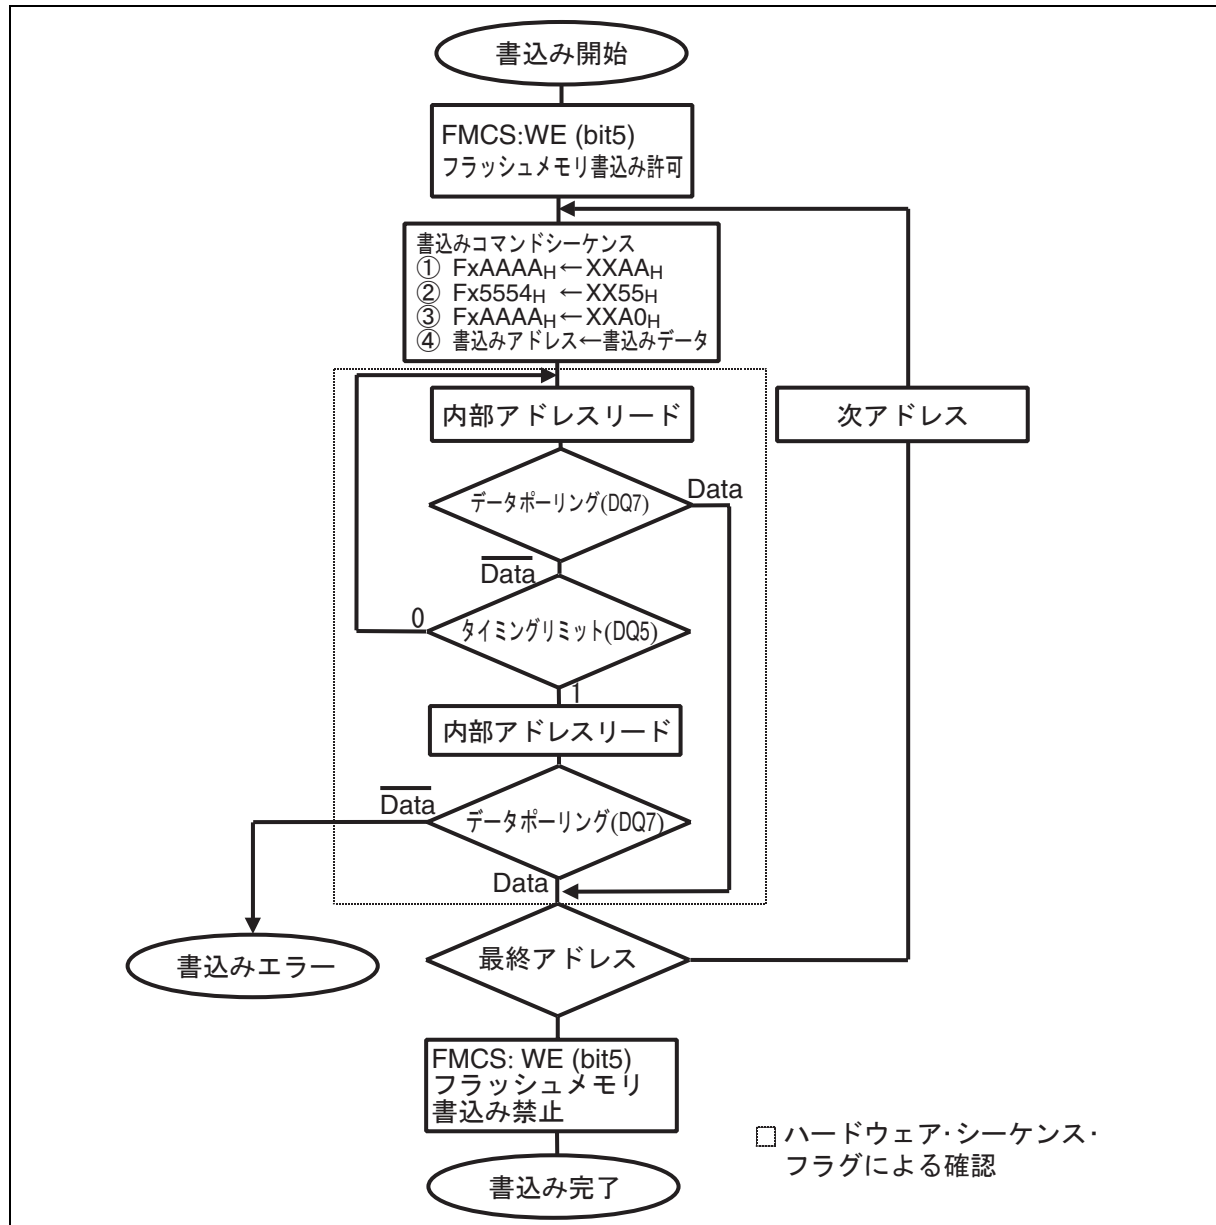 書込み開始
FMCS:WE (bit5)
フラッシュメモリ書込み許可
書込みコマンドシーケンス
① FxAAAAH←XXAAH
② Fx5554H ←XX55H
③ FxAAAAH←XXA0H
④ 書込みアドレス←書込みデータ
内部アドレスリード
次アドレス
データポーリング(DQ7)
Data
Data
0
タイミングリミット(DQ5)
1
内部アドレスリード
Data
データポーリング(DQ7)
Data
書込みエラー
最終アドレス
FMCS: WE (bit5)
フラッシュメモリ
書込み禁止
ハードウェア･シーケンス･
フラグによる確認
書込み完了